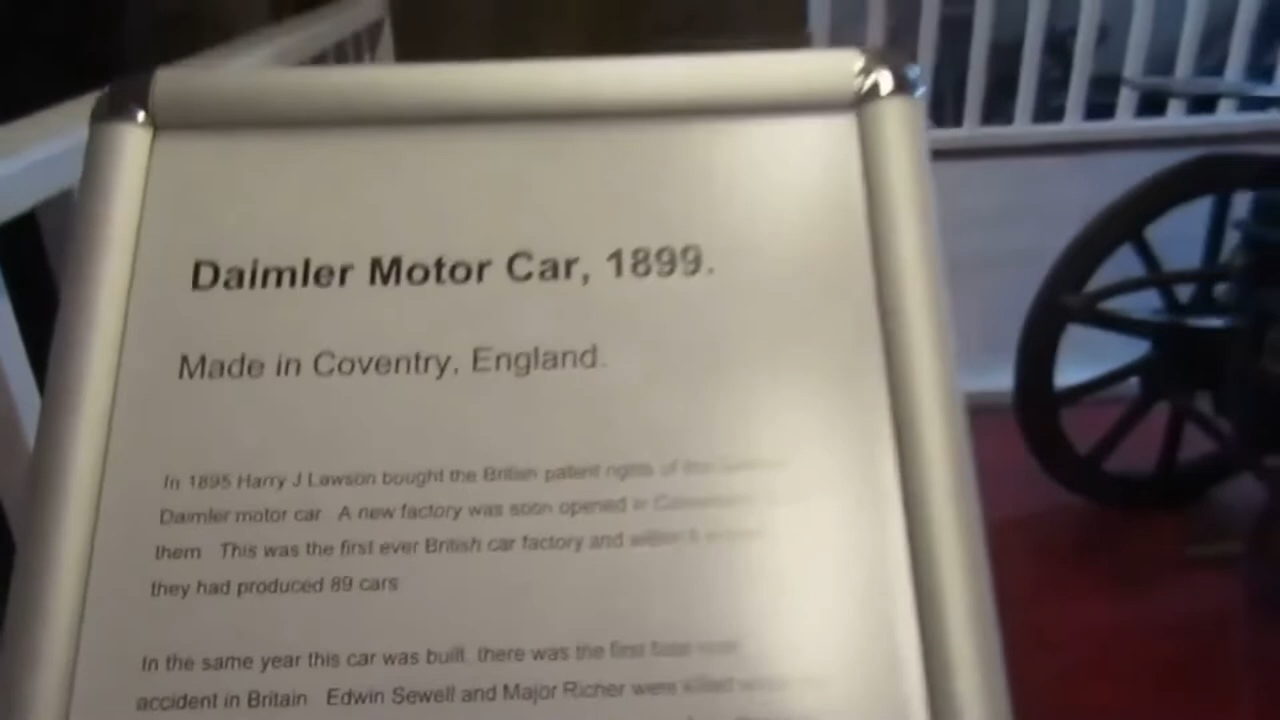 Daimler Motor Car, 1899.
Made in Coventry, England.
In 1895 Harry J Lawson bought the British patent rights of the
Daimler motor car A new factory was soon opened in
them This was the first ever British car factory and
they had produced 89 cars
In the same year this car was built, there was the first
accident in Britain Edwin Sewell and Major Richer were killed